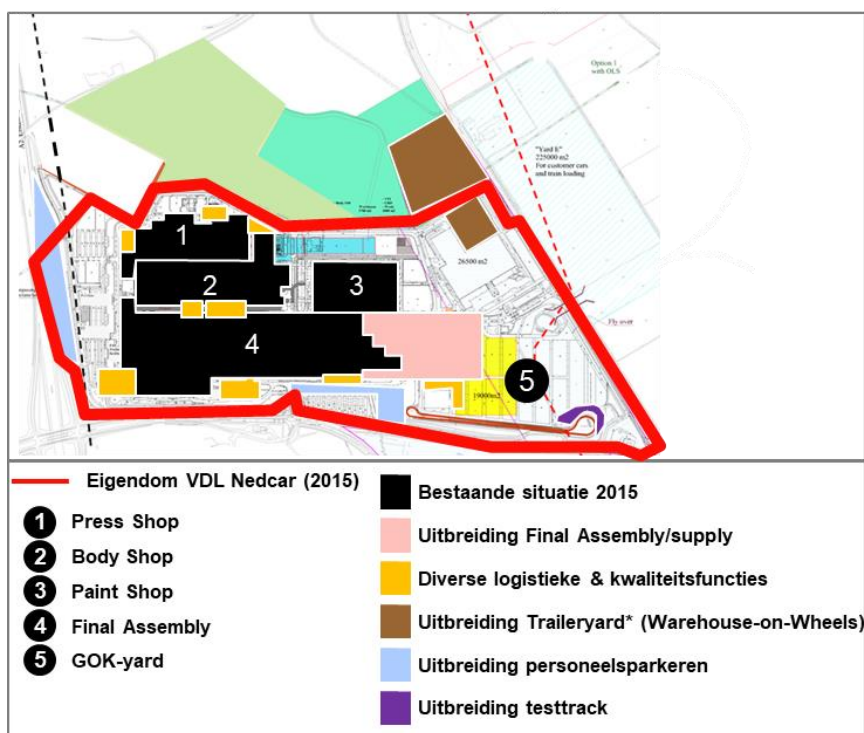 Option 1
with OLS
"Yard 8"
225000 m2
For customer cars
and train loading
1
2
3
26500 m2
4
Fly over
5
19000m2
Eigendom VDL Nedcar (2015)
1 Press Shop
2 Body Shop
3 Paint Shop
4 Final Assembly
5 GOK-yard
Bestaande situatie 2015
Uitbreiding Final Assembly/supply
Diverse logistieke & kwaliteitsfuncties
Uitbreiding Traileryard* (Warehouse-on-Wheels)
Uitbreiding personeelsparkeren
Uitbreiding testtrack